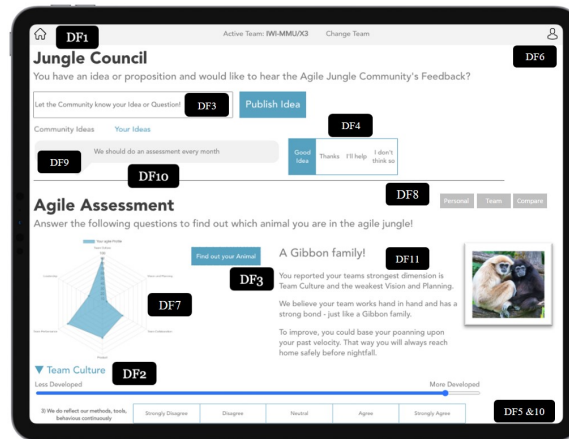 DF1
Active Team: IWI-MMU/X3 Change Team
DF6
Jungle Council
You have an idea or proposition and would like to hear the Agile Jungle Community's Feedback?
Let the Community know your Idea or Question!
DF3
Publish Idea
DF4
Community Ideas Your Ideas
We should do an assessment every month
DF9
DF10
Good Idea
Thanks
I'll help
I don't think so
DF8
Personal Team Compare
Agile Assessment
Answer the following questions to find out which animal you are in the agile jungle!
Find out your Animal
DF3
A Gibbon family!
DF11
You reported your teams strongest dimension is
Team Culture and the weakest Vision and Planning.
We believe your team works hand in hand and has a
strong bond - just like a Gibbon family.
To improve, you could base your poanning upon
your past velocity. That way you will always reach
home safely before nightfall.
DF7
Team Culture
DF2
Less Developed
More Developed
DF5 &10
We do reflect our methods, tools,
behavious continuously
Strongly Disagree Disagree Neutral Agree Strongly Agree